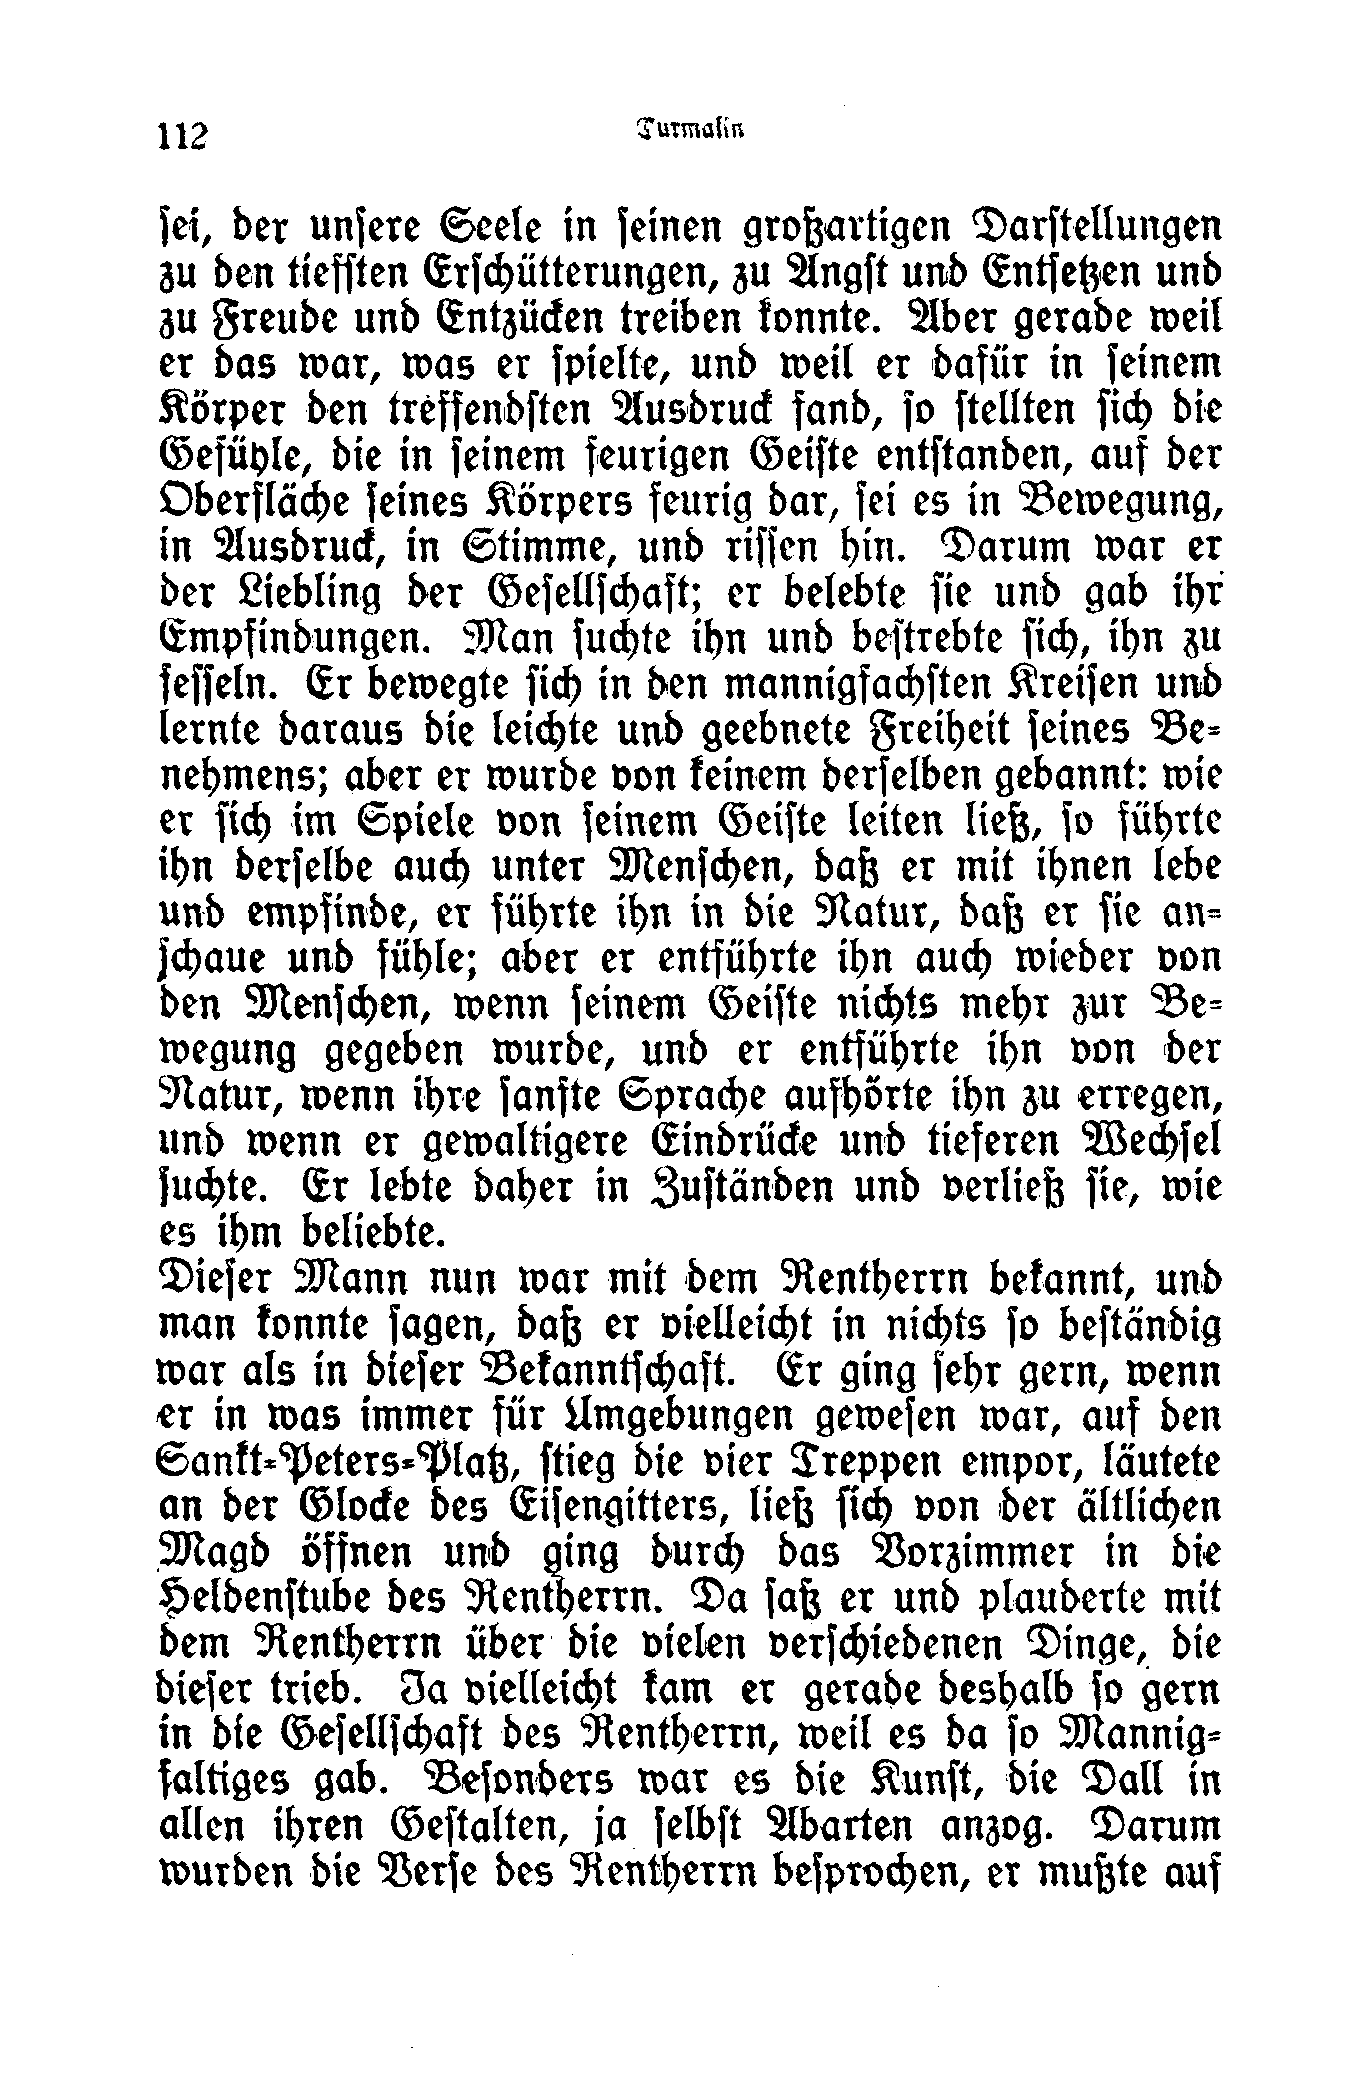 112
Turmalin
sei, der unsere Seele in seinen großartigen Darstellungen
zu den tiefsten Erschütterungen, zu Angst und Entsetzen und
zu Freude und Entzücken treiben konnte. Aber gerade weil
er das war, was er spielte, und weil er dafür in seinem
Körper den treffendsten Ausdruck fand, so stellten sich die
Gefühle, die in seinem feurigen Geiste entstanden, auf der
Oberfläche seines Körpers feurig dar, sei es in Bewegung,
in Ausdruck, in Stimme, und rissen hin. Darum war er
der Liebling der Gesellschaft; er belebte sie und gab ihr
Empfindungen. Man suchte ihn und bestrebte sich, ihn zu
fesseln. Er bewegte sich in den mannigfachsten Kreisen und
lernte daraus die leichte und geebnete Freiheit seines Be-
nehmens; aber er wurde von keinem derselben gebannt: wie
er sich im Spiele von seinem Geiste leiten ließ, so führte
ihn derselbe auch unter Menschen, daß er mit ihnen lebe
und empfinde, er führte ihn in die Natur, daß er sie an-
schaue und fühle; aber er entführte ihn auch wieder von
den Menschen, wenn seinem Geiste nichts mehr zur Be-
wegung gegeben wurde, und er entführte ihn von der
Natur, wenn ihre sanfte Sprache aufhörte ihn zu erregen,
und wenn er gewaltigere Eindrücke und tieferen Wechsel
suchte. Er lebte daher in Zuständen und verließ sie, wie
es ihm beliebte.
Dieser Mann nun war mit dem Rentherrn bekannt, und
man konnte sagen, daß er vielleicht in nichts so beständig
war als in dieser Bekanntschaft. Er ging sehr gern, wenn
er in was immer für Umgebungen gewesen war, auf den
Sankt-Peters-Platz, stieg die vier Treppen empor, läutete
an der Glocke des Eisengitters, ließ sich von der ältlichen
Magd öffnen und ging durch das Vorzimmer in die
Heldenstube des Rentherrn. Da saß er und plauderte mit
dem Rentherrn über die vielen verschiedenen Dinge, die
dieser trieb. Ja vielleicht kam er gerade deshalb so gern
in die Gesellschaft des Rentherrn, weil es da so Mannig-
faltiges gab. Besonders war es die Kunst, die Dall in
allen ihren Gestalten, ja selbst Abarten anzog. Darum
wurden die Verse des Rentherrn besprochen, er mußte auf